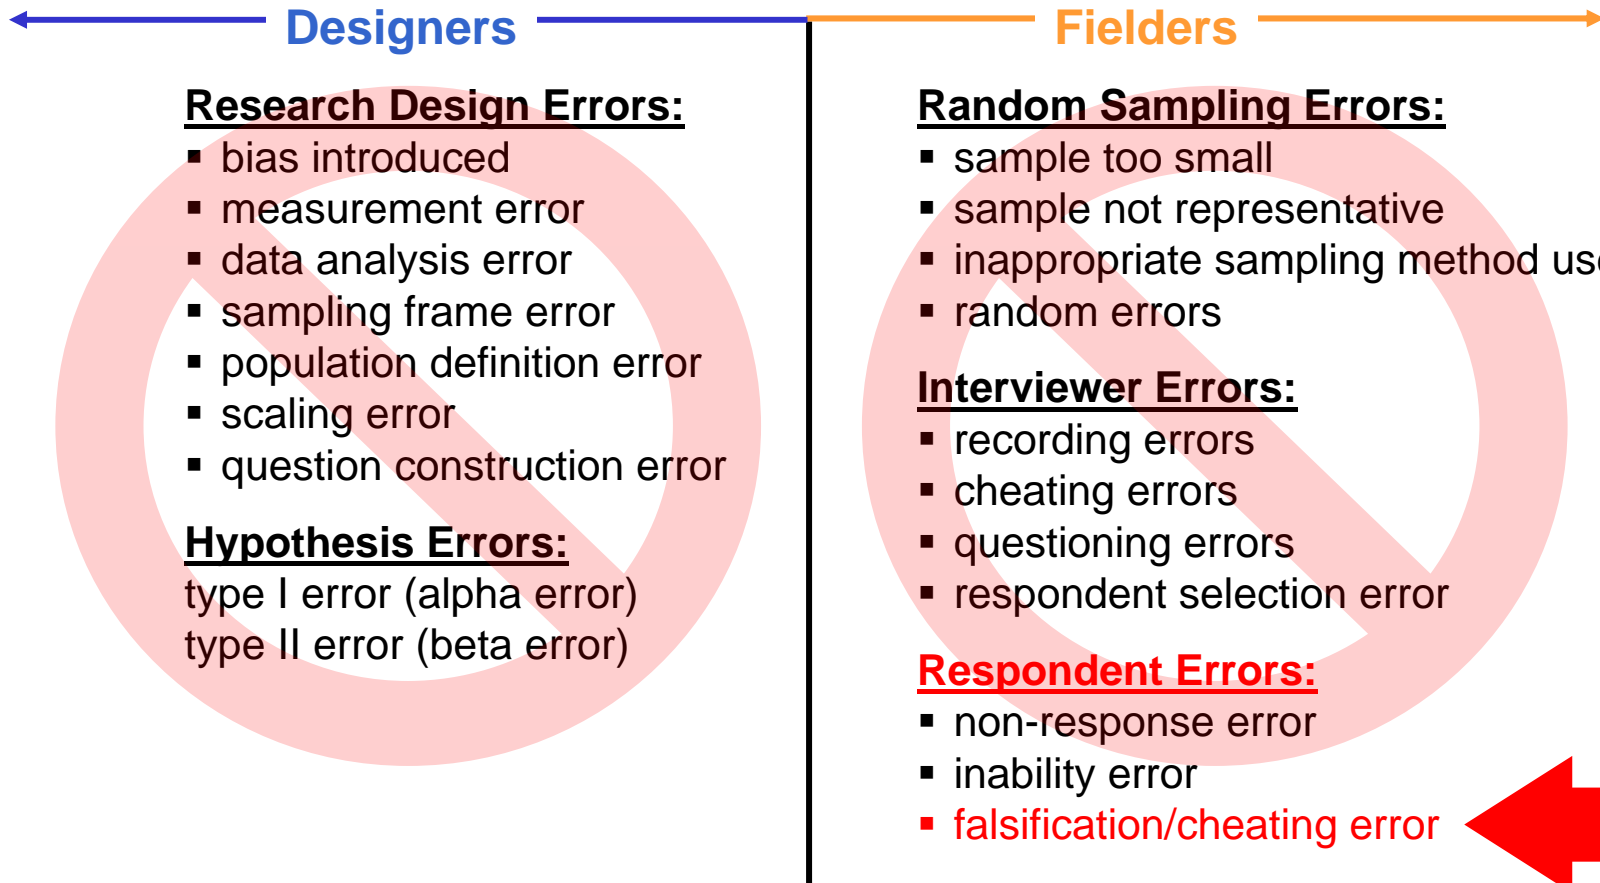 Designers
Research Design Errors:
▪ bias introduced
▪ measurement error
▪ data analysis error
▪ sampling frame error
▪ population definition error
▪ scaling error
▪ question construction error
Hypothesis Errors:
type I error (alpha error)
type II error (beta error)
Fielders
Random Sampling Errors:
▪ sample too small
▪ sample not representative
▪ inappropriate sampling method
▪ random errors
Interviewer Errors:
▪ recording errors
▪ cheating errors
▪ questioning errors
▪ respondent selection error
Respondent Errors:
▪ non-response error
▪ inability error
▪ falsification/cheating error